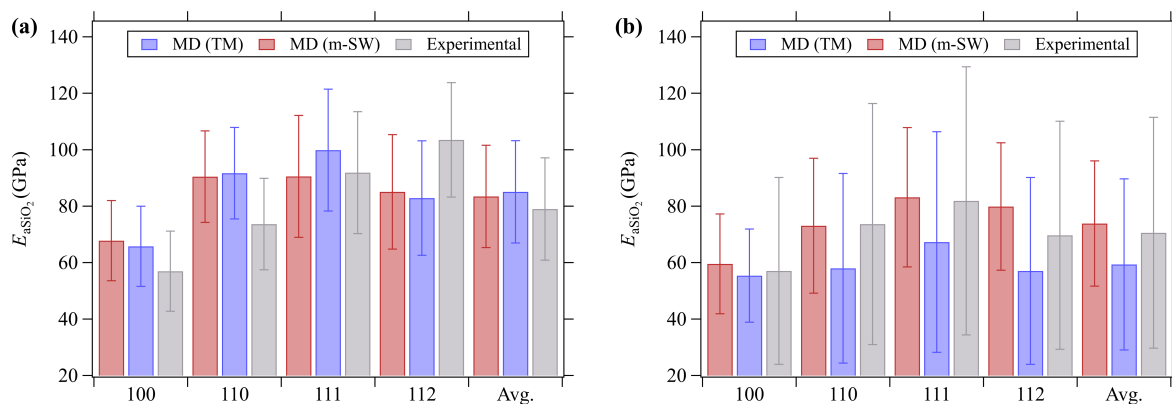 (a)
140
120
100
80
60
40
20
E_aSiO₂ (GPa)
MD (TM) MD (m-SW) Experimental
100 110 111 112 Avg.
(b)
140
120
100
80
60
40
20
E_aSiO₂ (GPa)
MD (TM) MD (m-SW) Experimental
100 110 111 112 Avg.